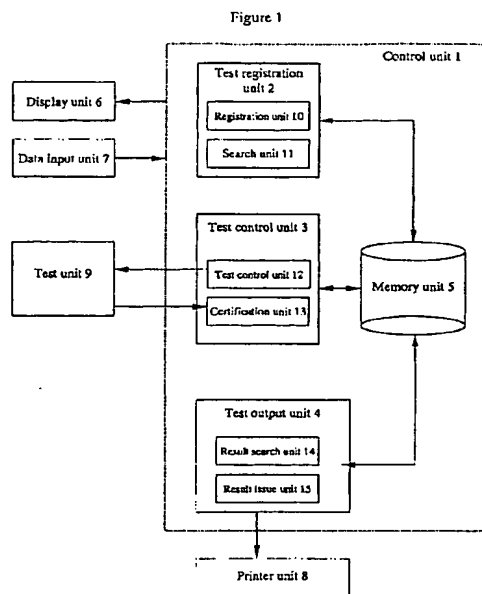 Figure 1
Control unit 1
Test registration
unit 2
Registration unit 10
Search unit 11
Display unit 6
Data Input unit 7
Test control unit 3
Test control unit 12
Certification unit 13
Test unit 9
Memory unit 5
Test output unit 4
Result search unit 14
Result issue unit 15
Printer unit 8